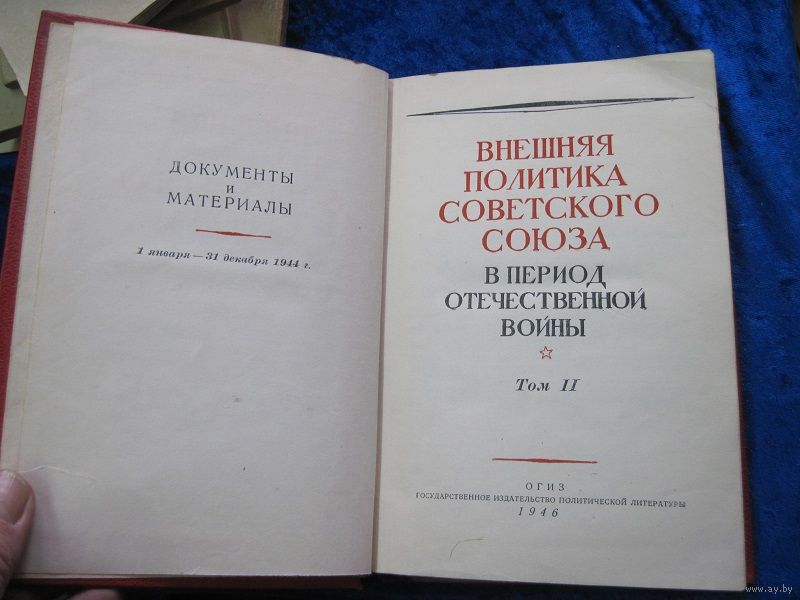 ДОКУМЕНТЫ
и
МАТЕРИАЛЫ
1 января — 31 декабря 1944 г.
ВНЕШНЯЯ
ПОЛИТИКА
СОВЕТСКОГО
СОЮЗА
В ПЕРИОД
ОТЕЧЕСТВЕННОЙ
ВОЙНЫ
Том II
ОГИЗ
ГОСУДАРСТВЕННОЕ ИЗДАТЕЛЬСТВО ПОЛИТИЧЕСКОЙ ЛИТЕРАТУРЫ
1946
www.ay.by